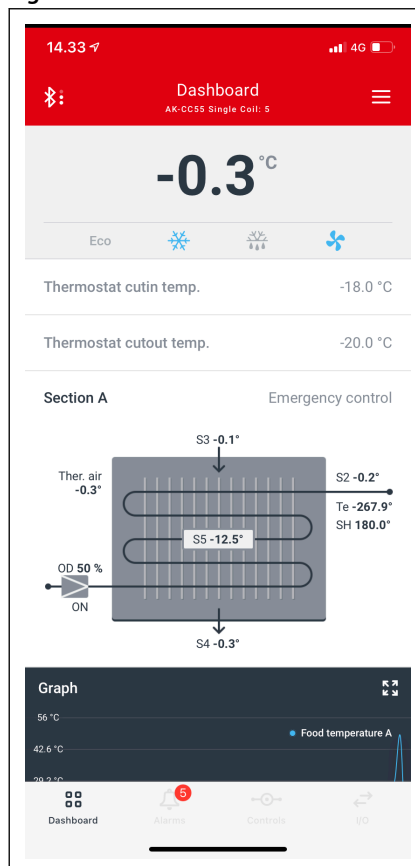 14.33
4G
Dashboard
AK-CC55 Single Coil: 5
-0.3 °C
Eco
Thermostat cutin temp. -18.0 °C
Thermostat cutout temp. -20.0 °C
Section A Emergency control
S3 -0.1°
Ther. air
-0.3°
S2 -0.2°
Te -267.9°
SH 180.0°
S5 -12.5°
OD 50 %
ON
S4 -0.3°
Graph
56 °C
Food temperature A
42.6 °C
29.2 °C
5
Dashboard Alarms Controls I/O